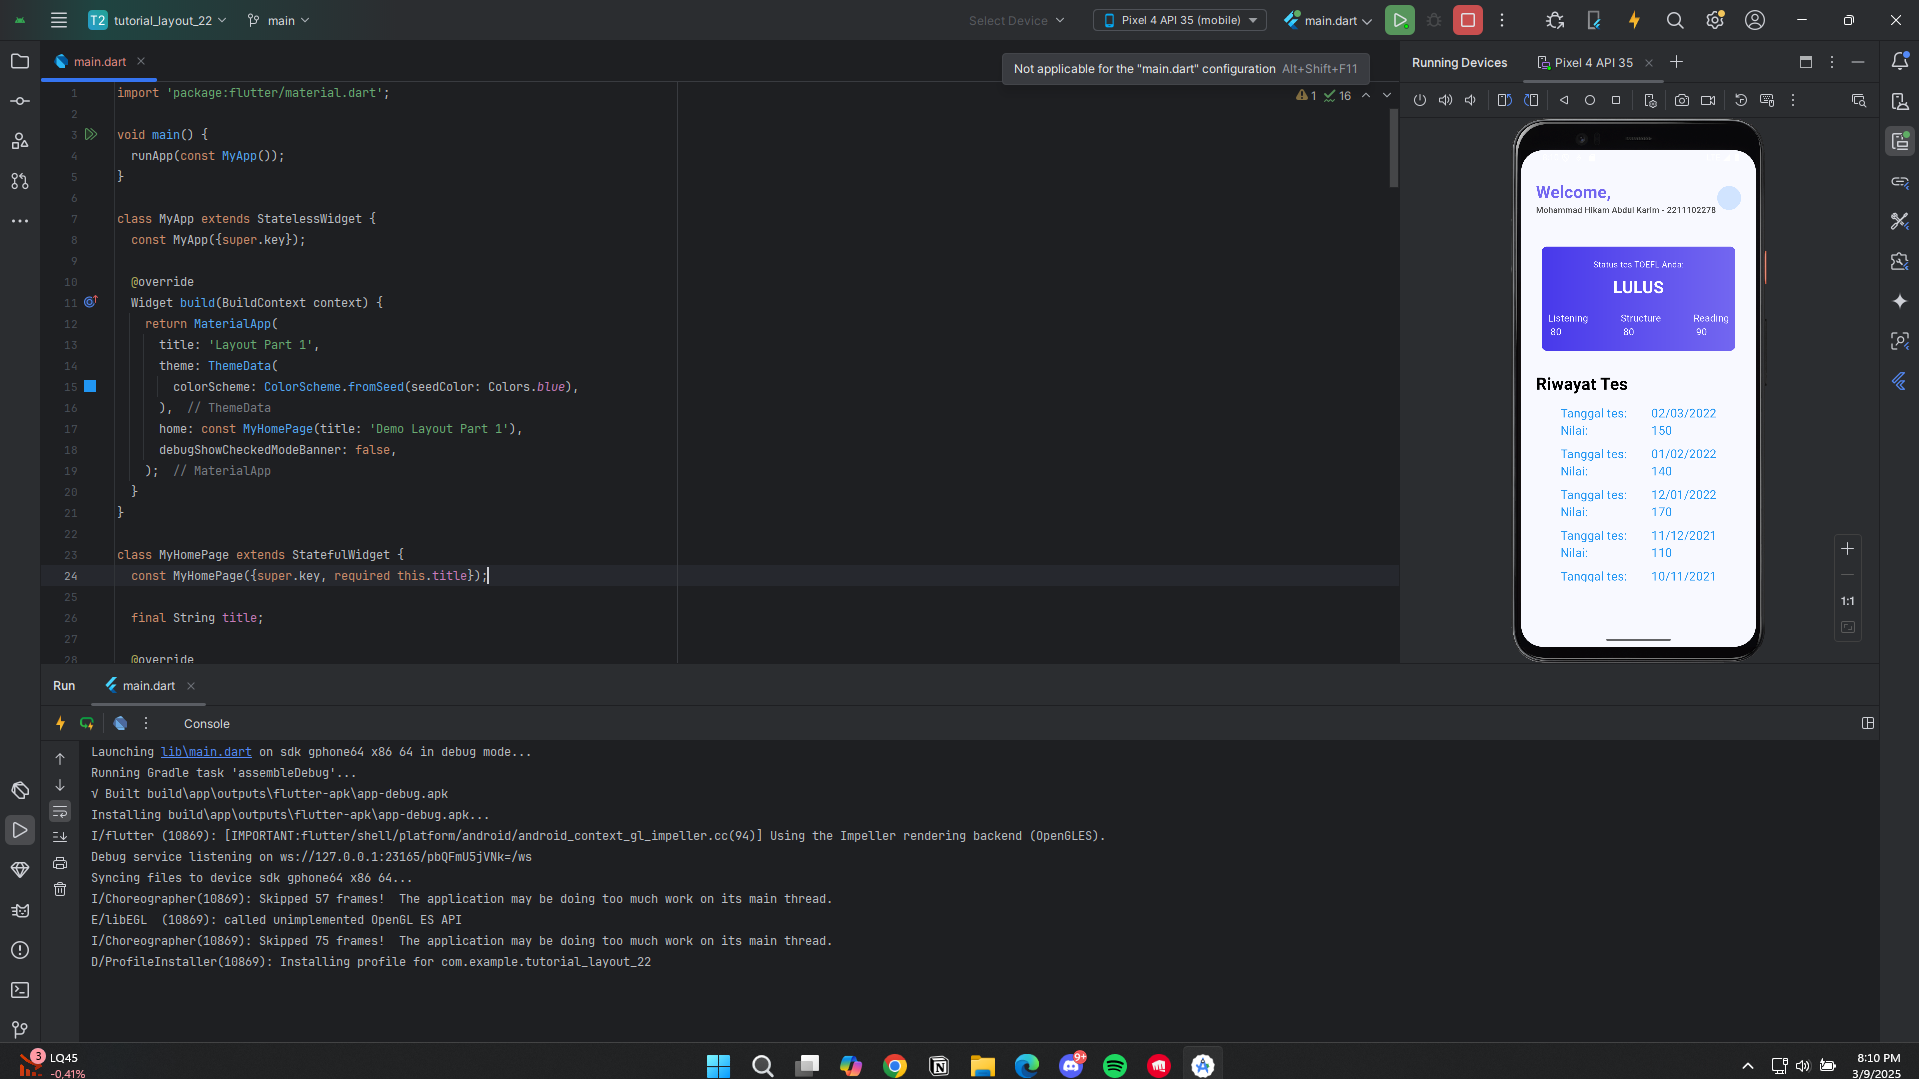 T2 tutorial_layout_22
main
Select Device
Pixel 4 API 35 (mobile)
main.dart
main.dart
Not applicable for the "main.dart" configuration Alt+Shift+F11
Running Devices
Pixel 4 API 35
1 16
1 import 'package:flutter/material.dart';
2
3 void main() {
4 runApp(const MyApp());
5 }
6
7 class MyApp extends StatelessWidget {
8 const MyApp({super.key});
9
10 @override
11 Widget build(BuildContext context) {
12 return MaterialApp(
13 title: 'Layout Part 1',
14 theme: ThemeData(
15 colorScheme: ColorScheme.fromSeed(seedColor: Colors.blue),
16 ), // ThemeData
17 home: const MyHomePage(title: 'Demo Layout Part 1'),
18 debugShowCheckedModeBanner: false,
19 ); // MaterialApp
20 }
21 }
22
23 class MyHomePage extends StatefulWidget {
24 const MyHomePage({super.key, required this.title});
25
26 final String title;
27
28 @override
Welcome,
Mohammad Hikam Abdul Karim - 2211102278
Status tes TOEFL Anda:
LULUS
Listening Structure Reading
80 80 90
Riwayat Tes
Tanggal tes: 02/03/2022
Nilai: 150
Tanggal tes: 01/02/2022
Nilai: 140
Tanggal tes: 12/01/2022
Nilai: 170
Tanggal tes: 11/12/2021
Nilai: 110
Tanggal tes: 10/11/2021
1:1
Run
main.dart
Console
Launching lib\main.dart on sdk gphone64 x86 64 in debug mode...
Running Gradle task 'assembleDebug'...
√ Built build\app\outputs\flutter-apk\app-debug.apk
Installing build\app\outputs\flutter-apk\app-debug.apk...
I/flutter (10869): [IMPORTANT:flutter/shell/platform/android/android_context_gl_impeller.cc(94)] Using the Impeller rendering backend (OpenGLES).
Debug service listening on ws://127.0.0.1:23165/pbQFmU5jVNk=/ws
Syncing files to device sdk gphone64 x86 64...
I/Choreographer(10869): Skipped 57 frames!  The application may be doing too much work on its main thread.
E/libEGL  (10869): called unimplemented OpenGL ES API
I/Choreographer(10869): Skipped 75 frames!  The application may be doing too much work on its main thread.
D/ProfileInstaller(10869): Installing profile for com.example.tutorial_layout_22
3
LQ45
-0,41%
9+
8:10 PM
3/9/2025